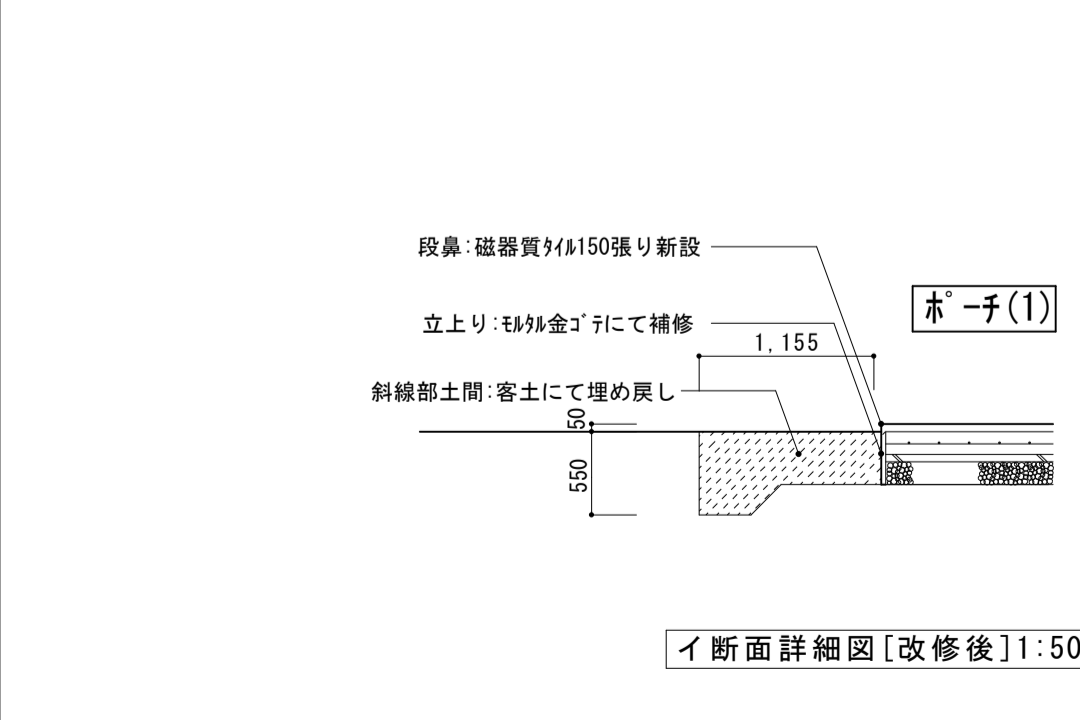 段鼻:磁器質ﾀｲﾙ150張り新設
ﾎﾟｰﾁ(1)
立上り:ﾓﾙﾀﾙ金ｺﾞﾃにて補修
1,155
斜線部土間:客土にて埋め戻し
50
550
イ断面詳細図[改修後]1:50